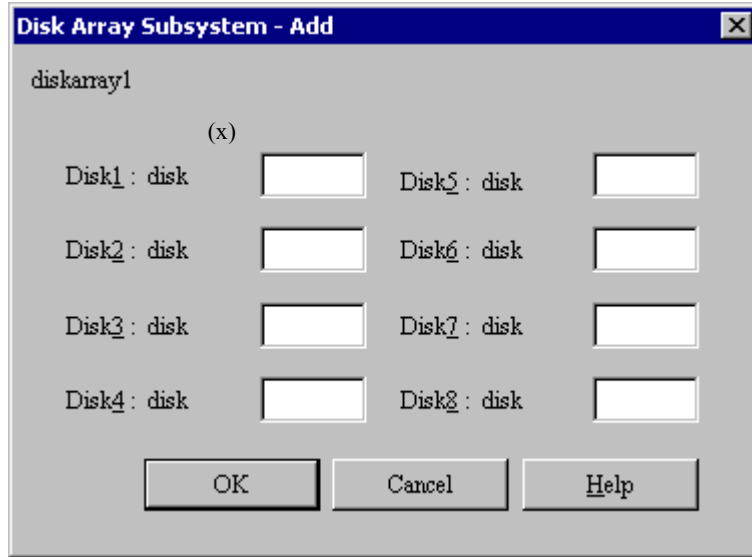 Disk Array Subsystem - Add
diskarray1
(x)
Disk1 : disk
Disk5 : disk
Disk2 : disk
Disk6 : disk
Disk3 : disk
Disk7 : disk
Disk4 : disk
Disk8 : disk
OK Cancel Help